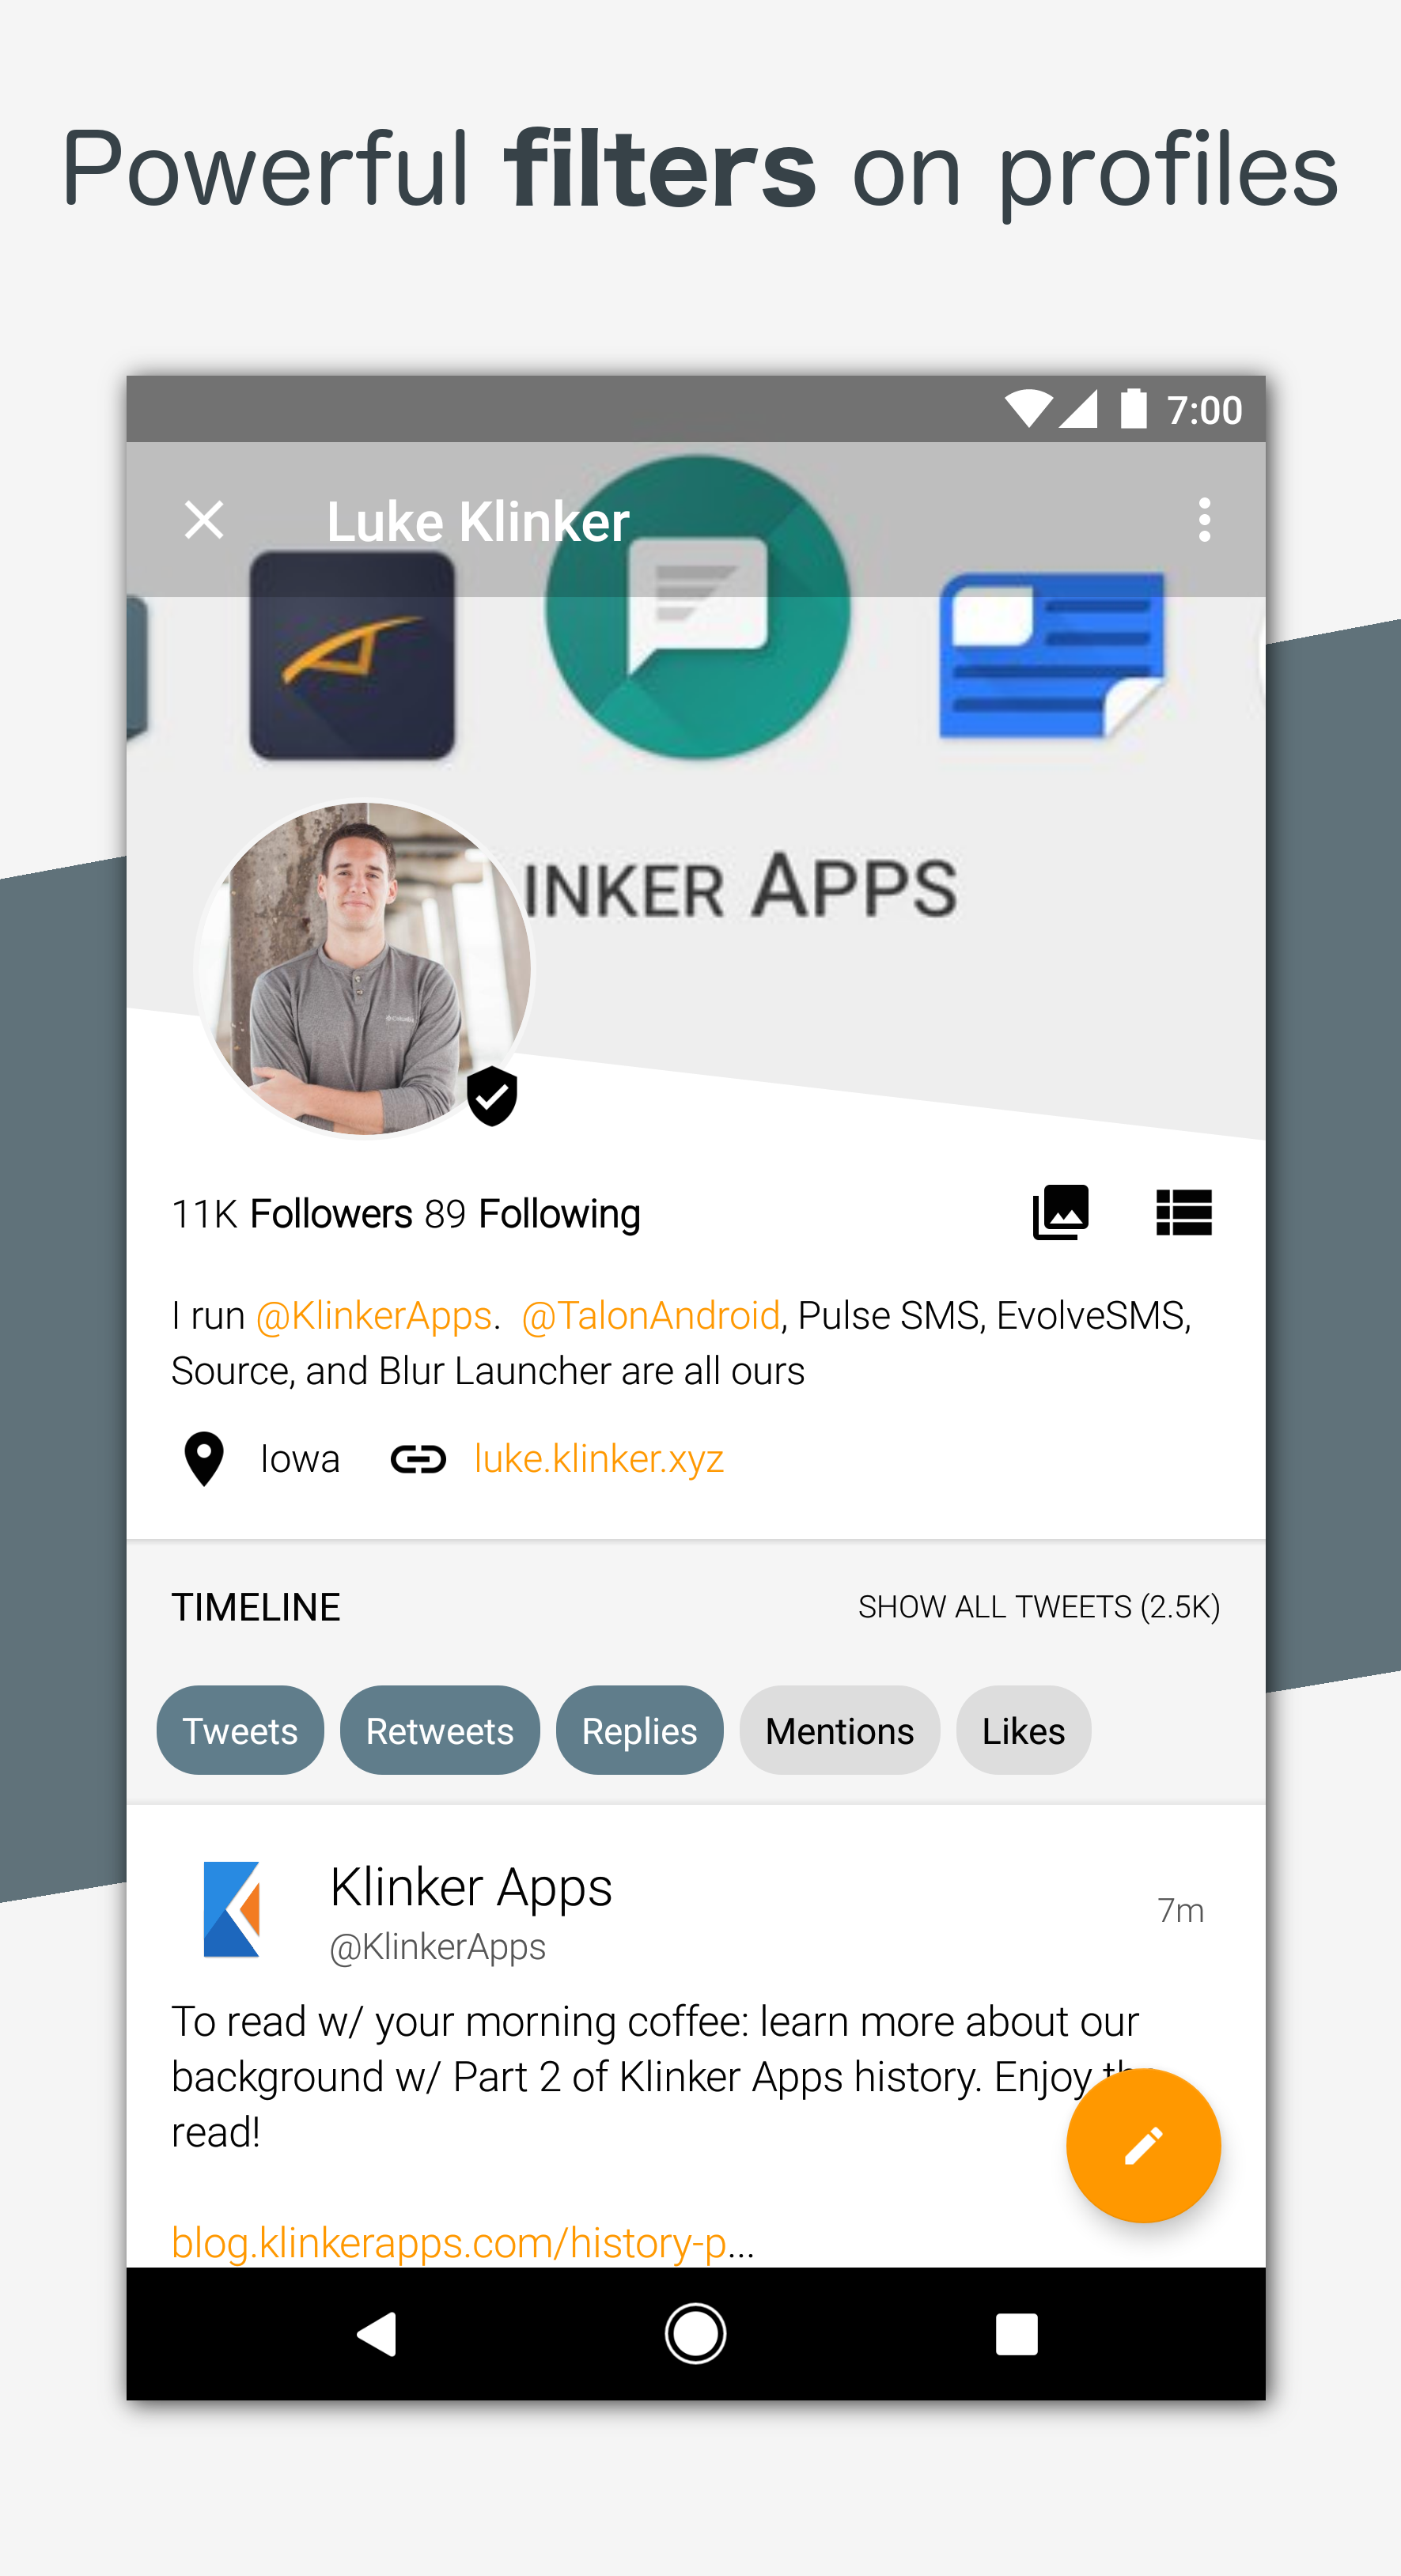 Powerful filters on profiles
7:00
Luke Klinker
INKER APPS
11K Followers 89 Following
I run @KlinkerApps. @TalonAndroid, Pulse SMS, EvolveSMS,
Source, and Blur Launcher are all ours
Iowa luke.klinker.xyz
TIMELINE SHOW ALL TWEETS (2.5K)
Tweets Retweets Replies Mentions Likes
Klinker Apps
7m
@KlinkerApps
To read w/ your morning coffee: learn more about our
background w/ Part 2 of Klinker Apps history. Enjoy
read!
blog.klinkerapps.com/history-p...